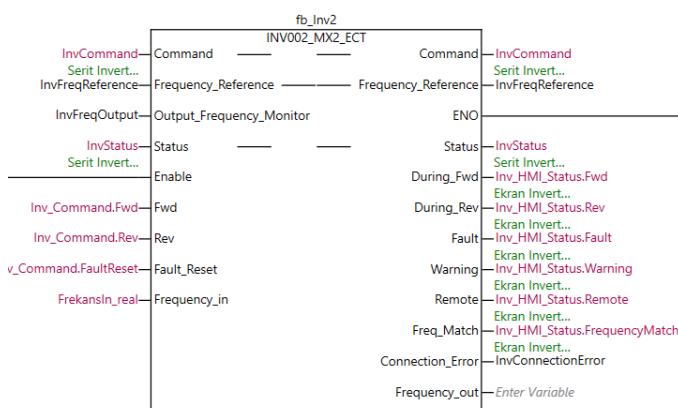 fb_Inv2
INV002_MX2_ECT
InvCommand Command Command InvCommand
Serit Invert... Serit Invert...
InvFreqReference Frequency_Reference Frequency_Reference InvFreqReference
InvFreqOutput Output_Frequency_Monitor ENO
InvStatus Status Status InvStatus
Serit Invert... Serit Invert...
Enable During_Fwd Inv_HMI_Status.Fwd
Ekran Invert...
Inv_Command.Fwd Fwd During_Rev Inv_HMI_Status.Rev
Ekran Invert...
Inv_Command.Rev Rev Fault Inv_HMI_Status.Fault
Ekran Invert...
v_Command.FaultReset Fault_Reset Warning Inv_HMI_Status.Warning
Ekran Invert...
FrekansIn_real Frequency_in Remote Inv_HMI_Status.Remote
Ekran Invert...
Freq_Match Inv_HMI_Status.FrequencyMatch
Ekran Invert...
Connection_Error InvConnectionError
Frequency_out Enter Variable